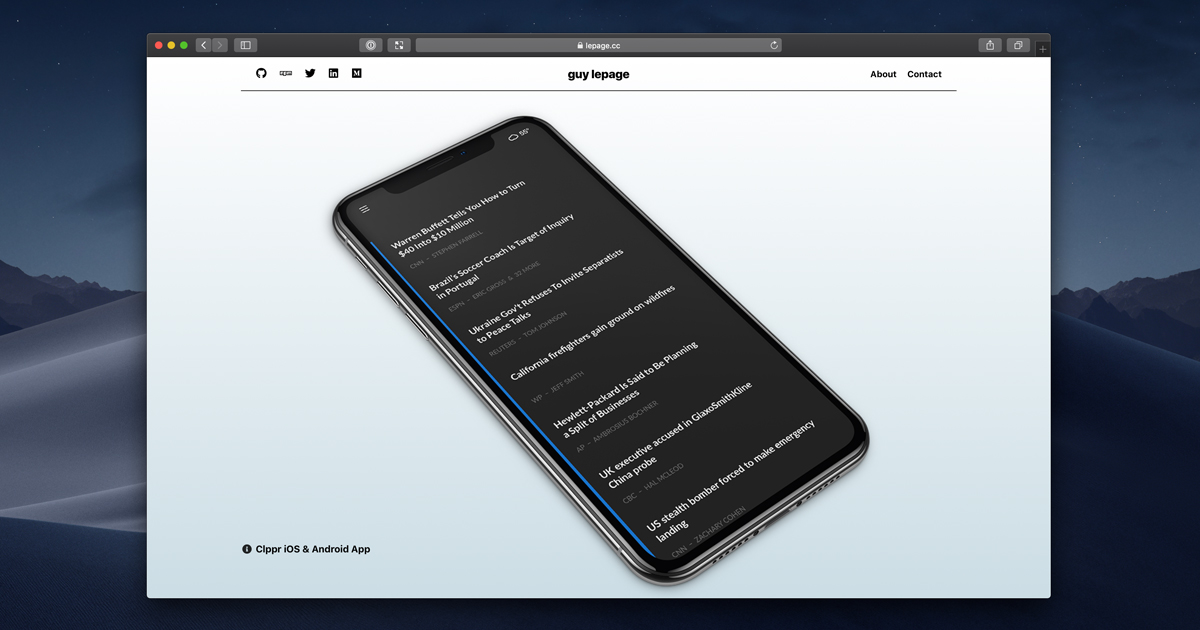 lepage.cc
guy lepage
About Contact
55°
Warren Buffett Tells You How to Turn
$40 Into $10 Million
CNN - STEPHEN FARRELL
Brazil's Soccer Coach Is Target of Inquiry
in Portugal
ESPN - ERIC GROSS & 32 MORE
Ukraine Gov't Refuses To Invite Separatists
to Peace Talks
REUTERS - TOM JOHNSON
California firefighters gain ground on wildfires
WP - JEFF SMITH
Hewlett-Packard Is Said to Be Planning
a Split of Businesses
AP - AMBROSIUS BOCHNER
UK executive accused in GlaxoSmithKline
China probe
CBC - HAL MCLEOD
US stealth bomber forced to make emergency
landing
CNN - ZACHARY COHEN
Clppr iOS & Android App